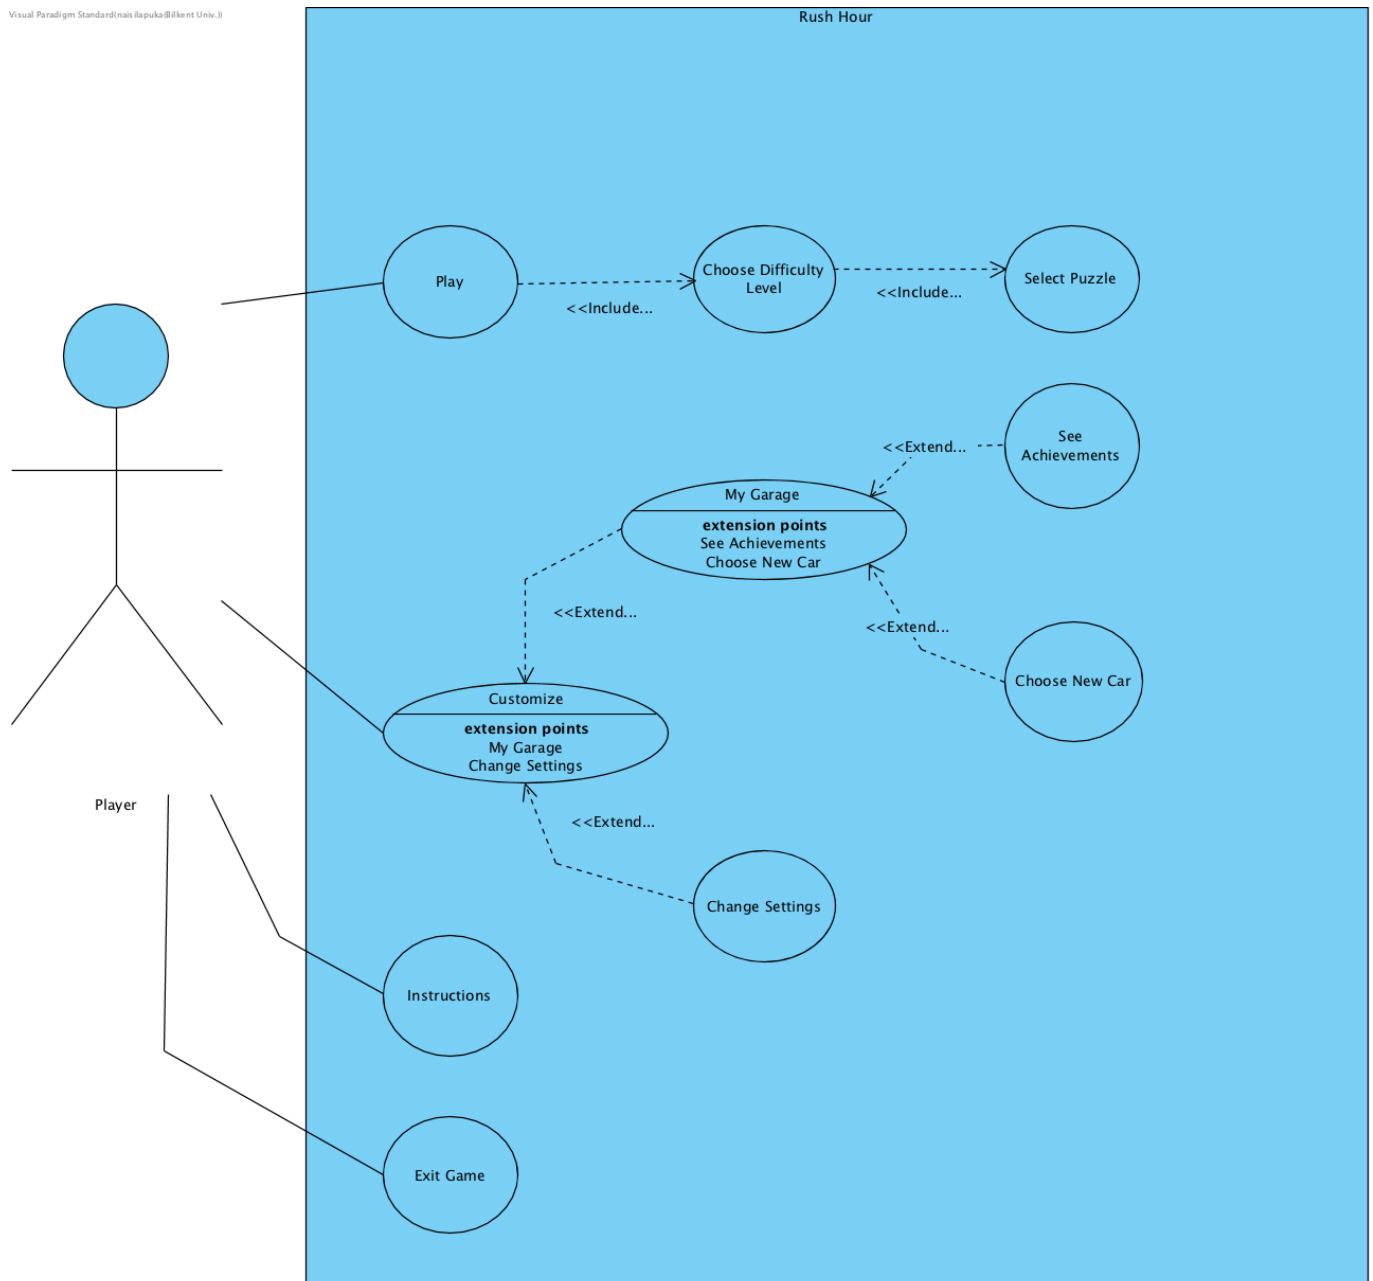 Visual Paradigm Standard(naisilapuka(Bilkent Univ.))
Rush Hour
Play
<<Include...
Choose Difficulty
Level
<<Include...
Select Puzzle
See
Achievements
<<Extend...
My Garage
extension points
See Achievements
Choose New Car
<<Extend...
<<Extend...
Choose New Car
Customize
extension points
My Garage
Change Settings
Player
<<Extend...
Change Settings
Instructions
Exit Game